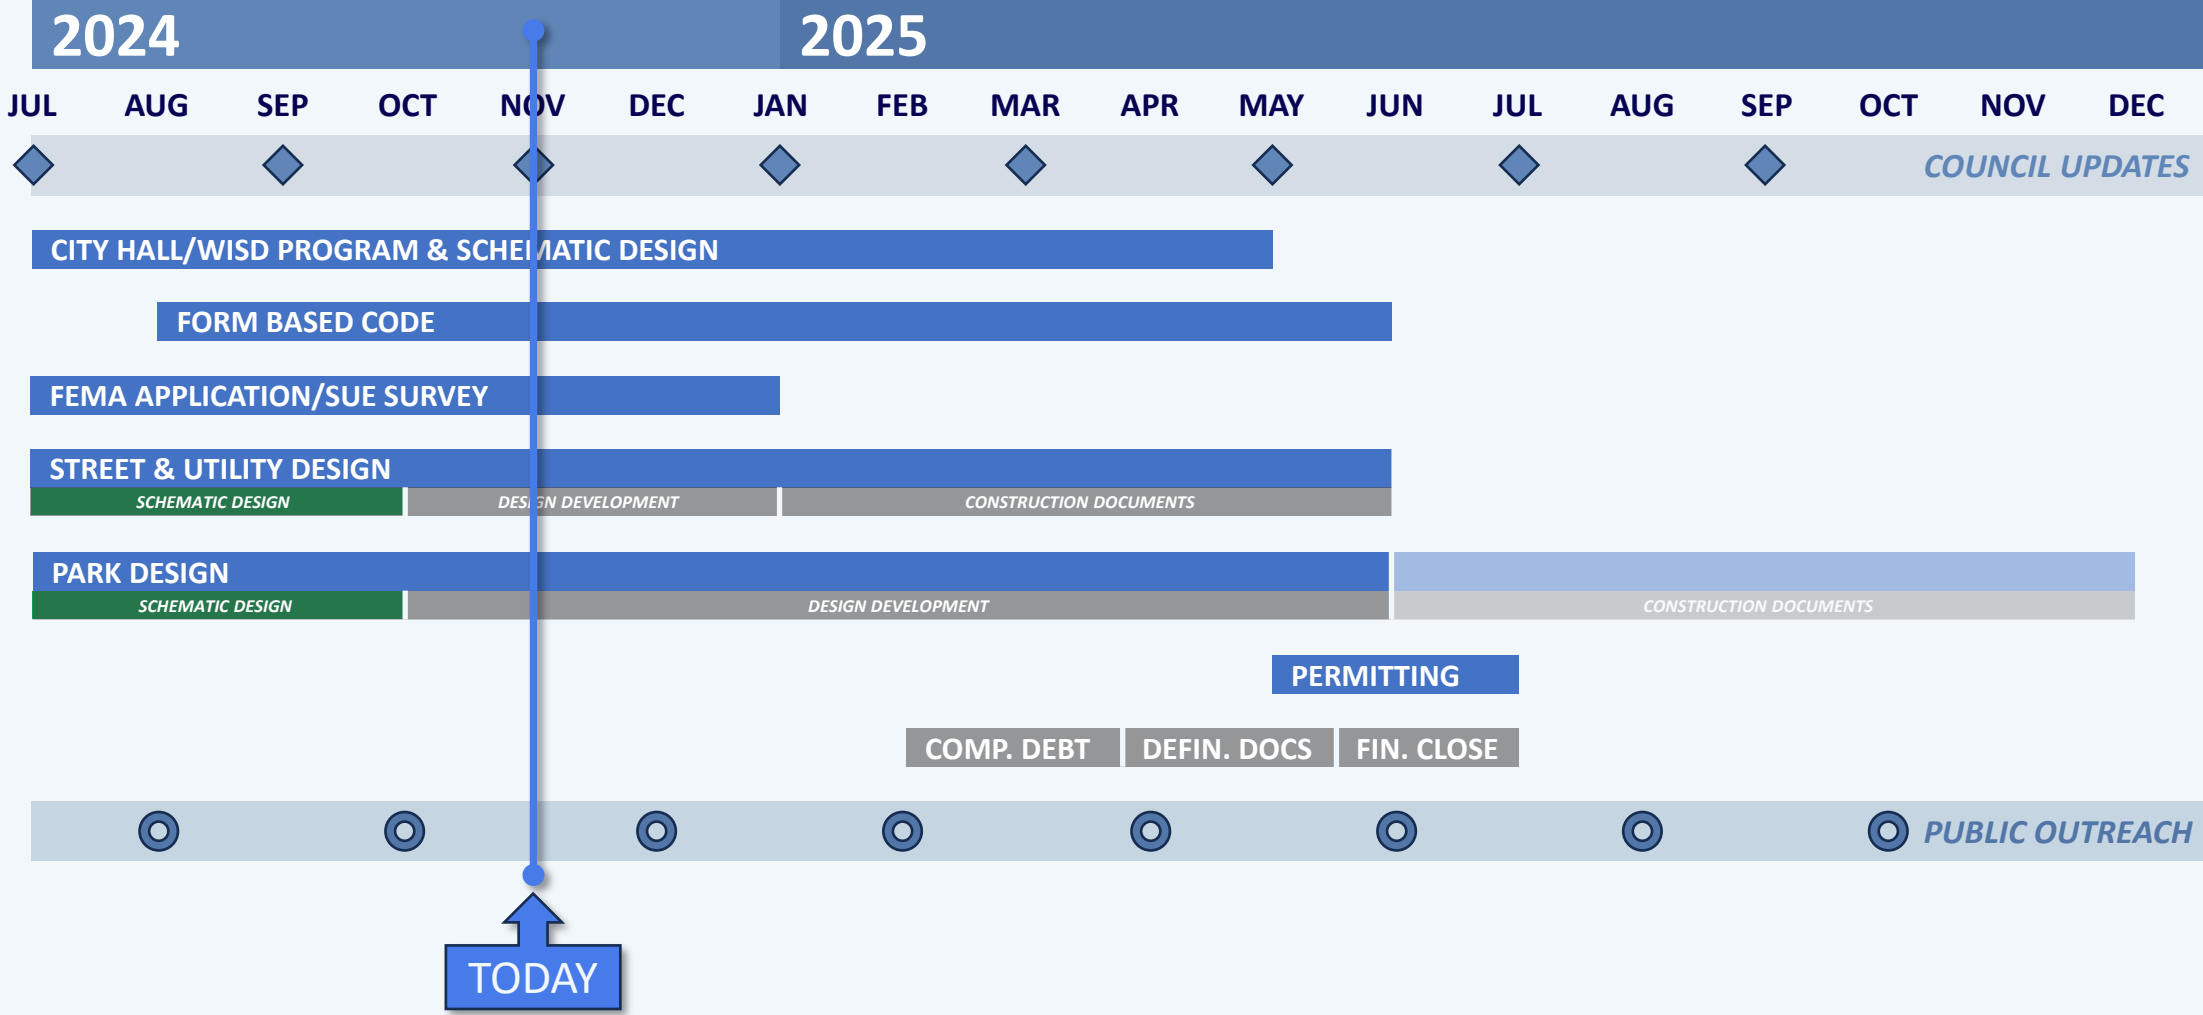 2024 2025
JUL AUG SEP OCT NOV DEC JAN FEB MAR APR MAY JUN JUL AUG SEP OCT NOV DEC
COUNCIL UPDATES
CITY HALL/WISD PROGRAM & SCHEMATIC DESIGN
FORM BASED CODE
FEMA APPLICATION/SUE SURVEY
STREET & UTILITY DESIGN
SCHEMATIC DESIGN DESIGN DEVELOPMENT CONSTRUCTION DOCUMENTS
PARK DESIGN
SCHEMATIC DESIGN DESIGN DEVELOPMENT CONSTRUCTION DOCUMENTS
PERMITTING
COMP. DEBT DEFIN. DOCS FIN. CLOSE
PUBLIC OUTREACH
TODAY